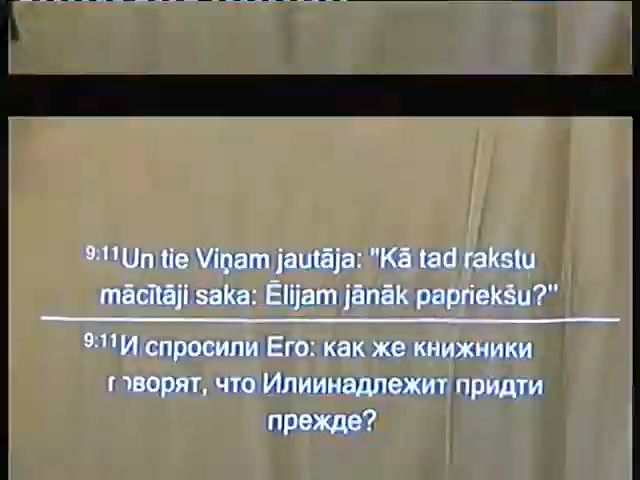 9:11Un tie Viņam jautāja: "Kā tad rakstu
mācītāji saka: Ēlijam jānāk papriekšu?"
9:11И спросили Его: как же книжники
говорят, что Илиинадлежит придти
прежде?